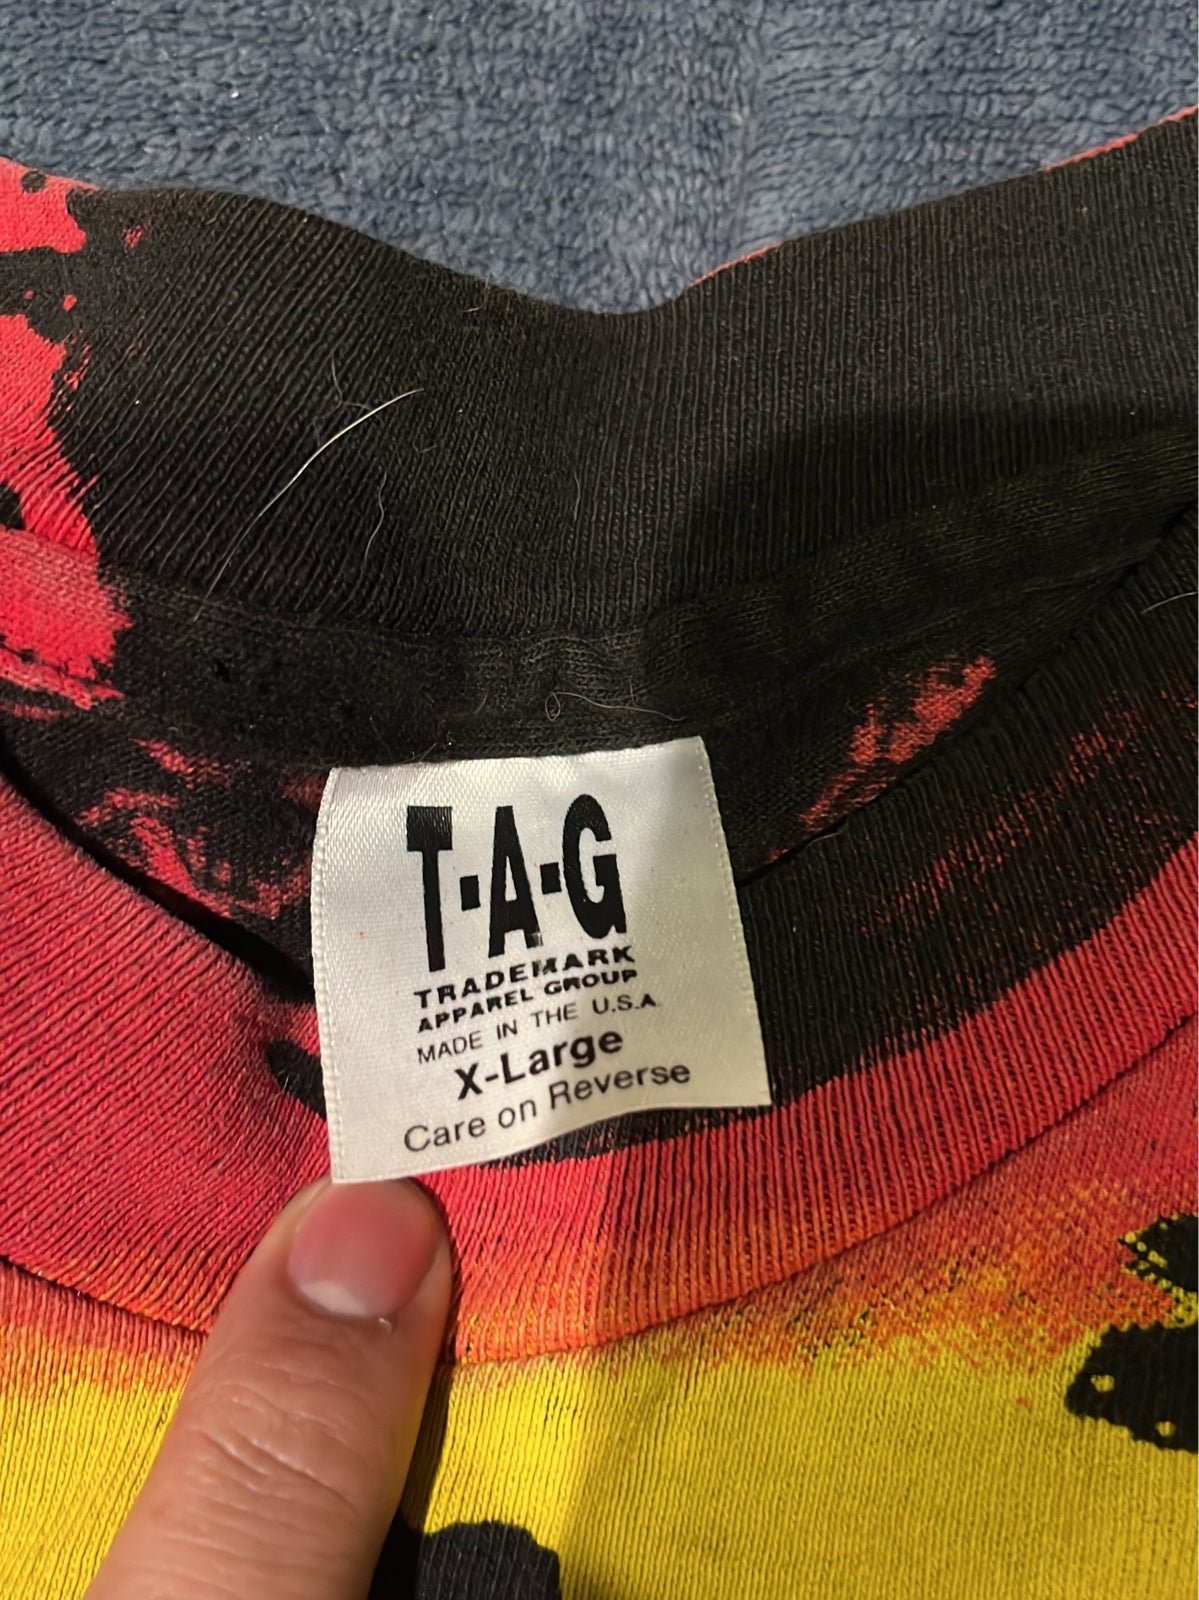 T·A·G
TRADEMARK
APPAREL GROUP
MADE IN THE U.S.A.
X-Large
Care on Reverse